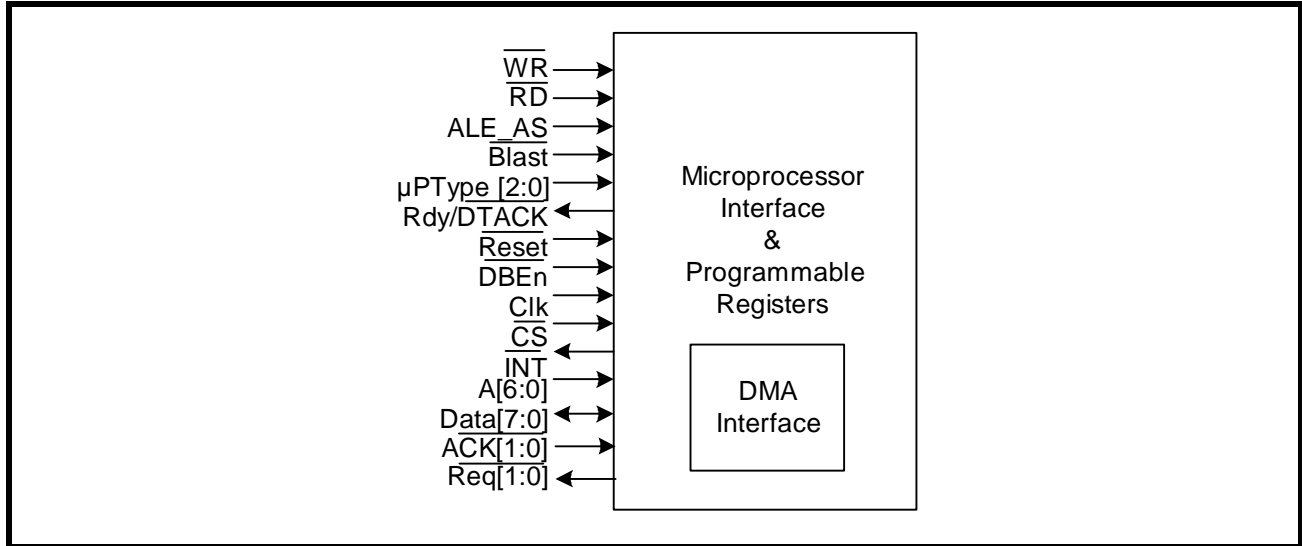 WR
RD
ALE_AS
Blast
µPType [2:0]
Rdy/DTACK
Reset
DBEn
Clk
CS
INT
A[6:0]
Data[7:0]
ACK[1:0]
Req[1:0]
Microprocessor
Interface
&
Programmable
Registers
DMA
Interface